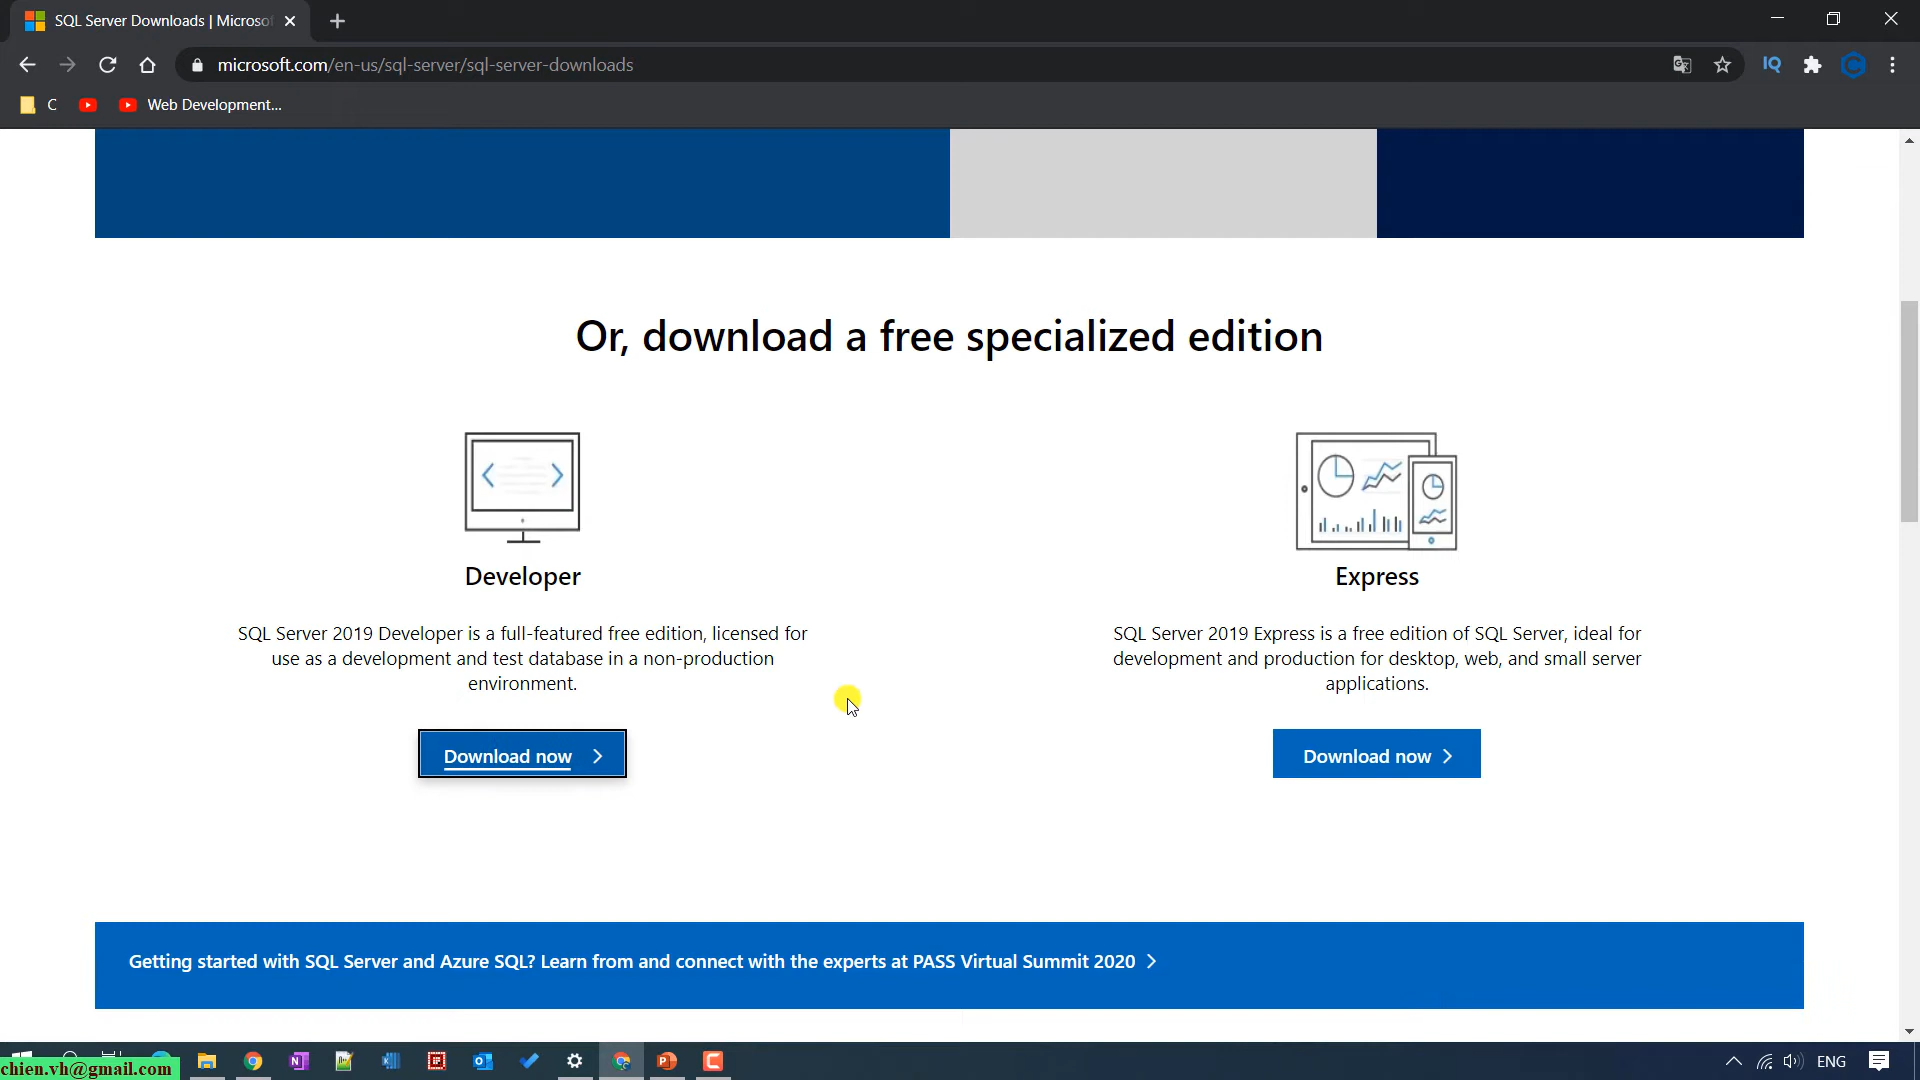 SQL Server Downloads | Microsof
microsoft.com/en-us/sql-server/sql-server-downloads
IQ
C
Web Development...
Or, download a free specialized edition
Developer
SQL Server 2019 Developer is a full-featured free edition, licensed for
use as a development and test database in a non-production
environment.
Download now
Express
SQL Server 2019 Express is a free edition of SQL Server, ideal for
development and production for desktop, web, and small server
applications.
Download now
Getting started with SQL Server and Azure SQL? Learn from and connect with the experts at PASS Virtual Summit 2020
chien.vh@gmail.com
ENG